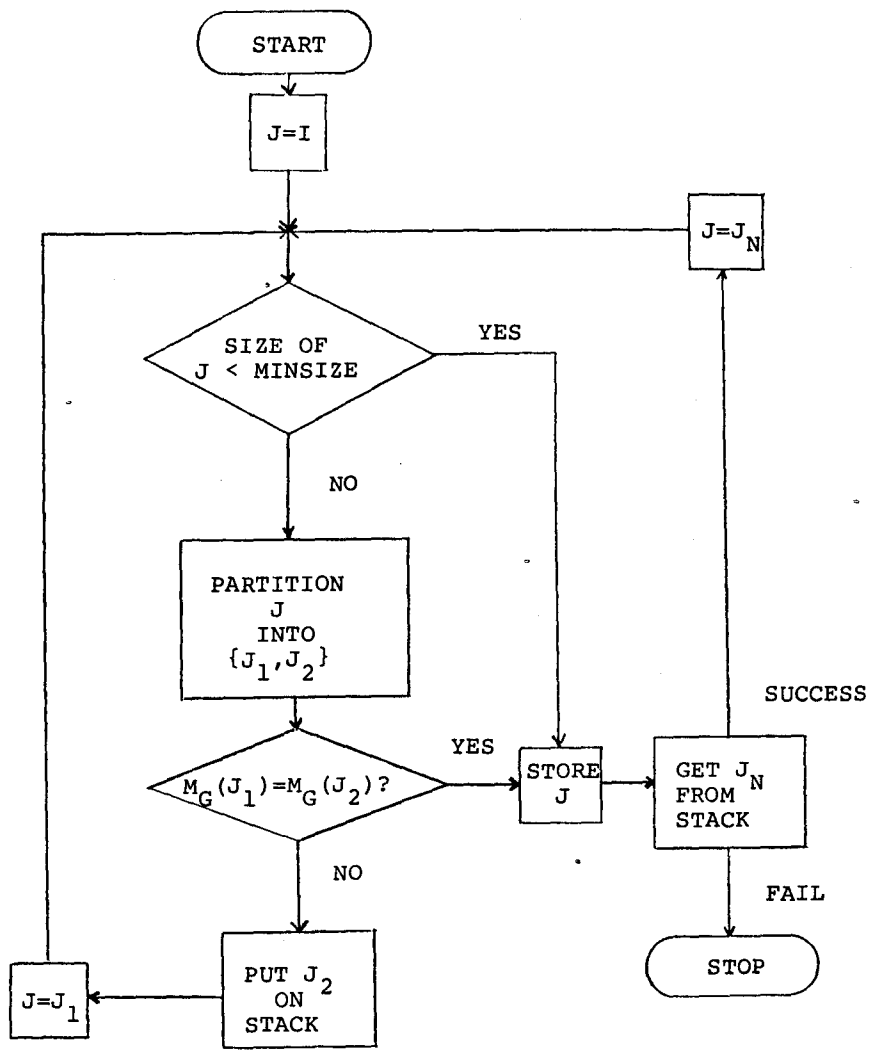 START
J=I
J=J_N
SIZE OF
J < MINSIZE
YES
NO
PARTITION
J
INTO
{J_1,J_2}
SUCCESS
M_G(J_1)=M_G(J_2)?
YES
STORE
J
GET J_N
FROM
STACK
NO
FAIL
PUT J_2
ON
STACK
J=J_1
STOP